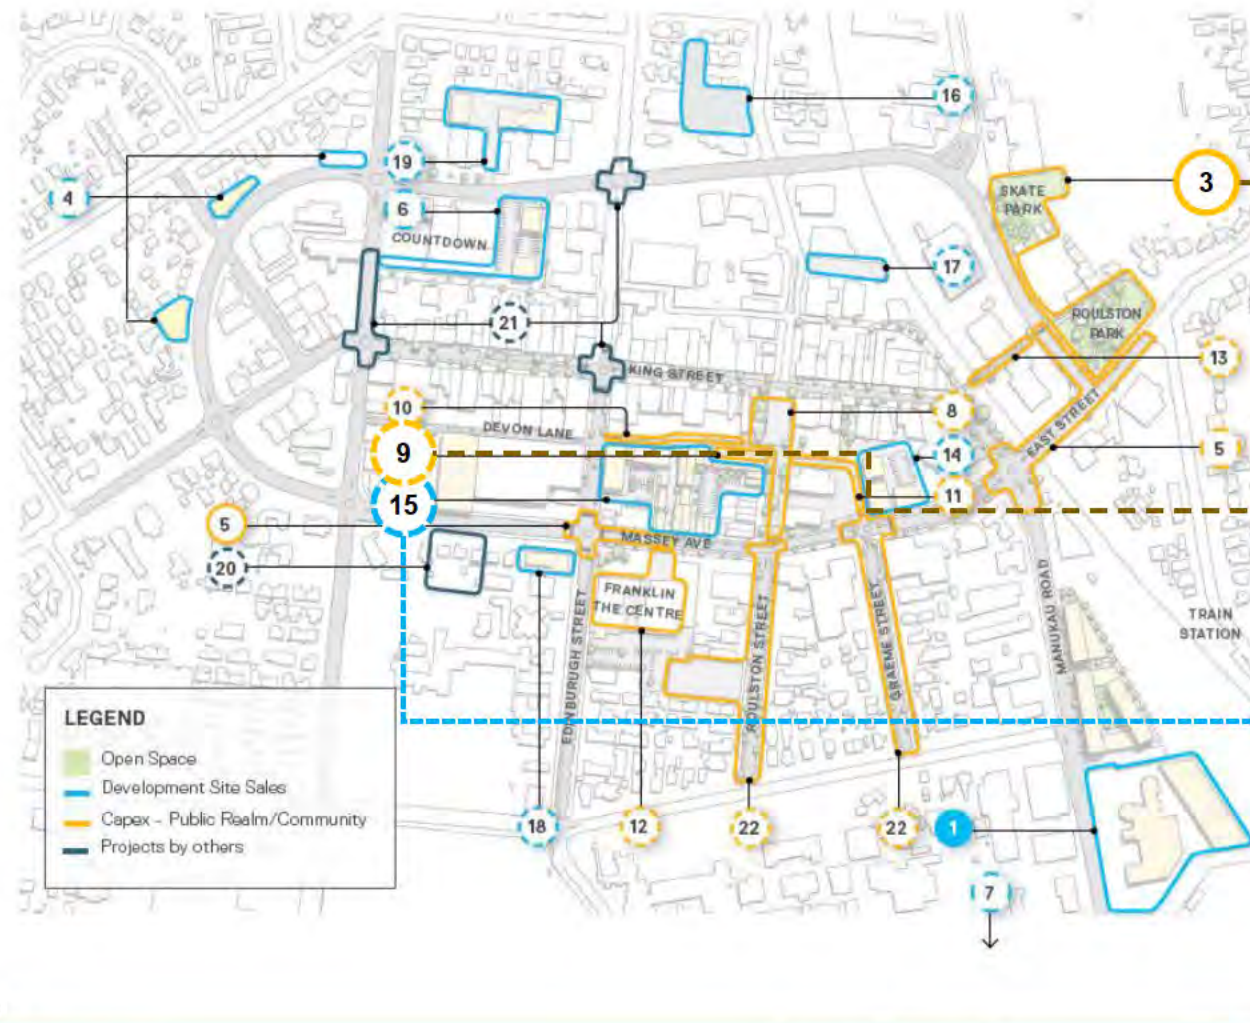 16
19
4
SKATE
PARK
3
6
COUNTDOWN
17
ROULSTON
PARK
21
13
KING STREET
10
8
DEVON LANE
EAST STREET
9
14
5
15
11
5
MASSEY AVE
20
FRANKLIN
THE CENTRE
EDINBURUGH STREET
ROULSTON STREET
GRAEME STREET
MANUKAU ROAD
TRAIN
STATION
LEGEND
Open Space
Development Site Sales
Capex - Public Realm/Community
Projects by others
18
12
22
22
1
7